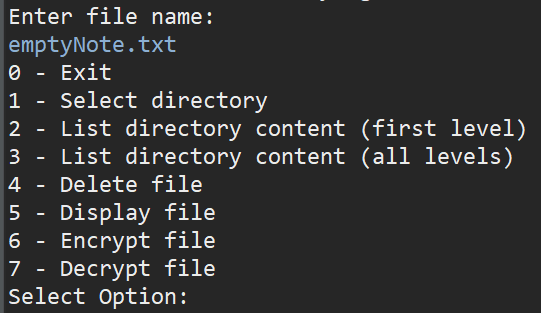 Enter file name:
emptyNote.txt
0 - Exit
1 - Select directory
2 - List directory content (first level)
3 - List directory content (all levels)
4 - Delete file
5 - Display file
6 - Encrypt file
7 - Decrypt file
Select Option: